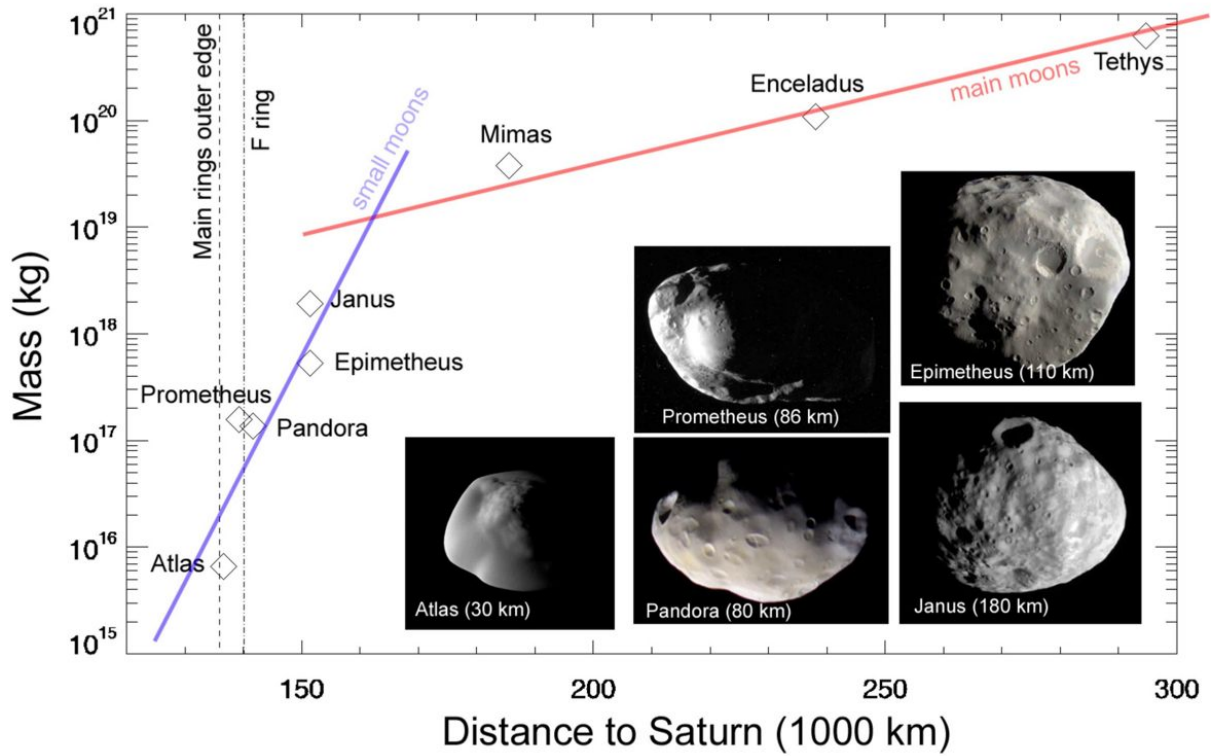 10²¹
10²⁰
10¹⁹
10¹⁸
10¹⁷
10¹⁶
10¹⁵
Mass (kg)
Main rings outer edge
F ring
small moons
main moons
Tethys
Enceladus
Mimas
Janus
Epimetheus
Prometheus
Pandora
Atlas
Prometheus (86 km)
Epimetheus (110 km)
Atlas (30 km)
Pandora (80 km)
Janus (180 km)
150
200
250
300
Distance to Saturn (1000 km)